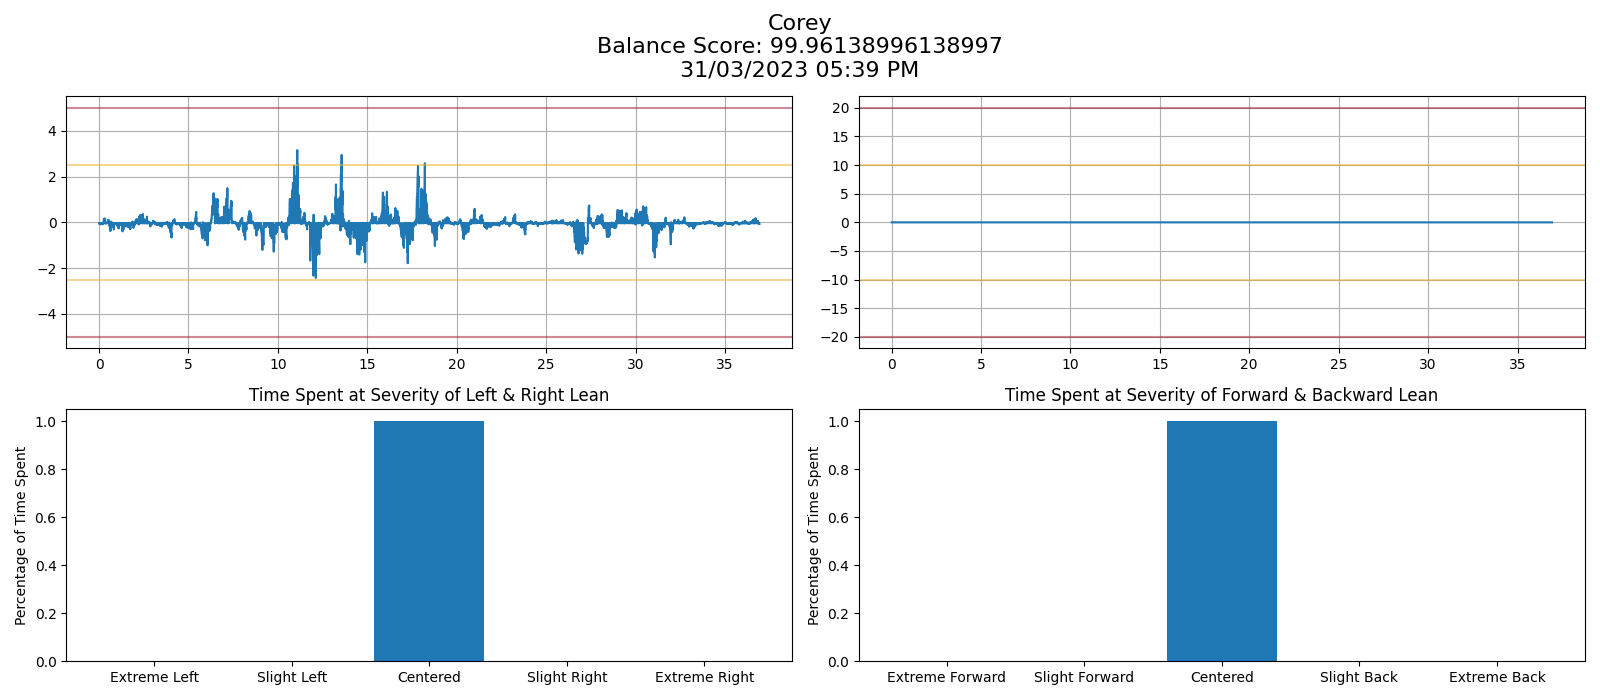 Corey
Balance Score: 99.96138996138997
31/03/2023 05:39 PM
4
2
0
−2
−4
0 5 10 15 20 25 30 35
20
15
10
5
0
−5
−10
−15
−20
0 5 10 15 20 25 30 35
Time Spent at Severity of Left & Right Lean
Percentage of Time Spent
1.0
0.8
0.6
0.4
0.2
0.0
Extreme Left Slight Left Centered Slight Right Extreme Right
Time Spent at Severity of Forward & Backward Lean
Percentage of Time Spent
1.0
0.8
0.6
0.4
0.2
0.0
Extreme Forward Slight Forward Centered Slight Back Extreme Back